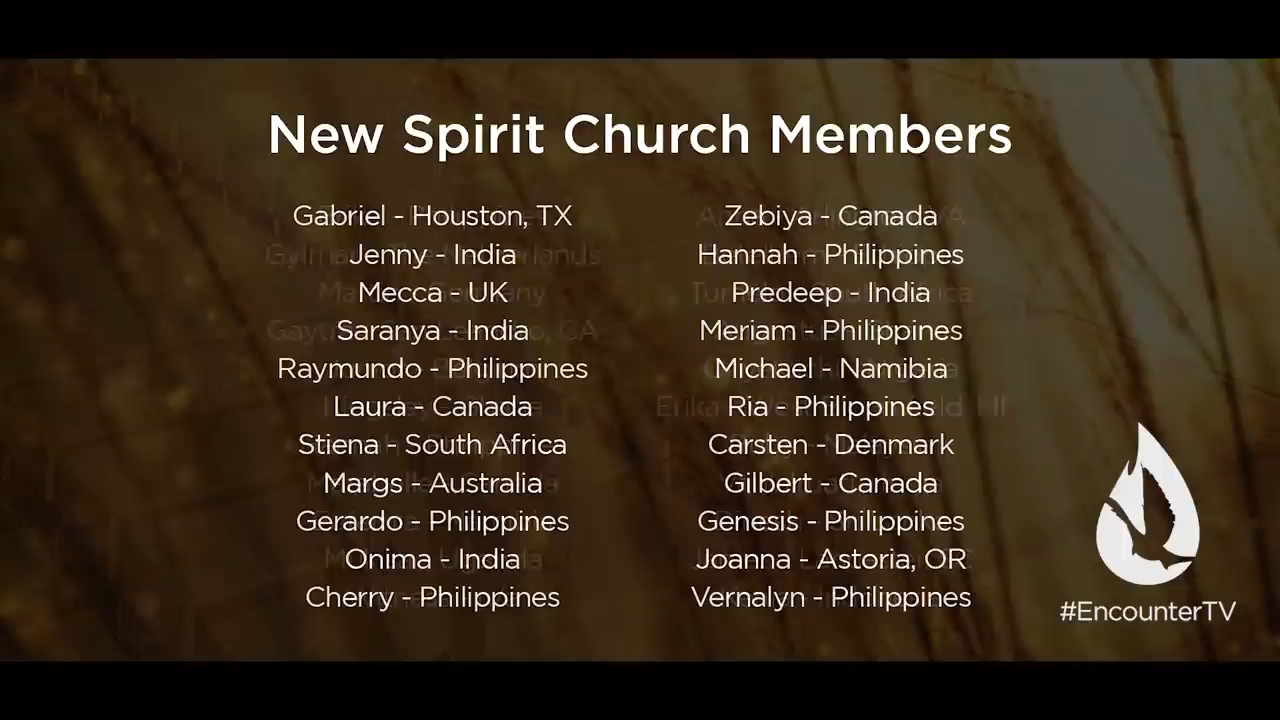 New Spirit Church Members
Gabriel - Houston, TX
Jenny - India
Mecca - UK
Saranya - India
Raymundo - Philippines
Laura - Canada
Stiena - South Africa
Margs - Australia
Gerardo - Philippines
Onima - India
Cherry - Philippines
Zebiya - Canada
Hannah - Philippines
Predeep - India
Meriam - Philippines
Michael - Namibia
Ria - Philippines
Carsten - Denmark
Gilbert - Canada
Genesis - Philippines
Joanna - Astoria, OR
Vernalyn - Philippines
#EncounterTV